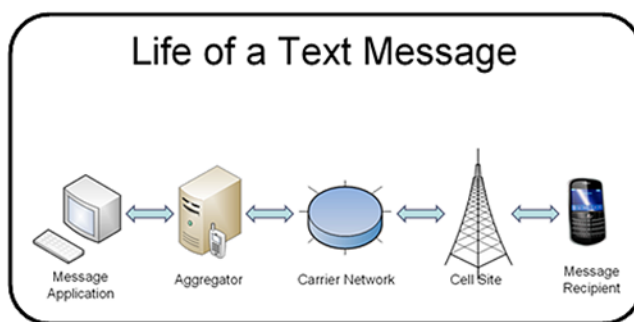 Life of a Text Message
Message
Application
Aggregator
Carrier Network
Cell Site
Message
Recipient